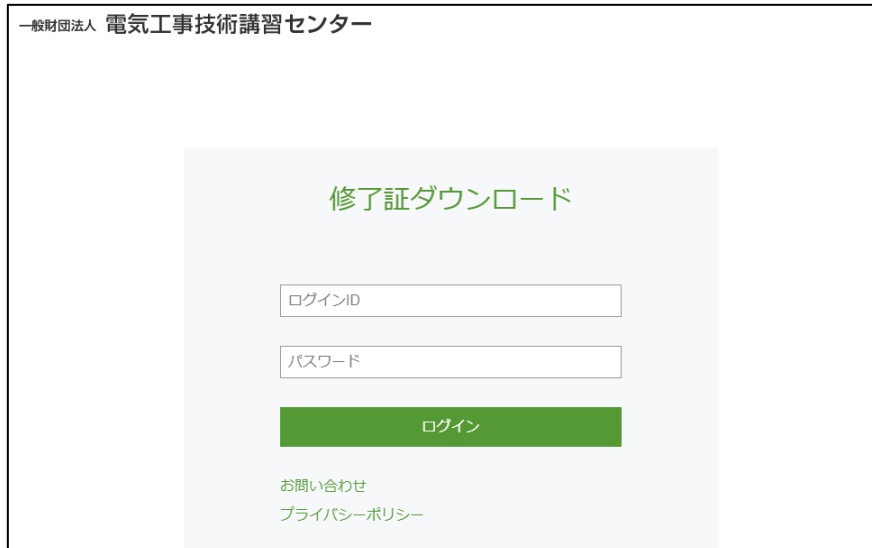 一般財団法人 電気工事技術講習センター
修了証ダウンロード
ログインID
パスワード
ログイン
お問い合わせ
プライバシーポリシー